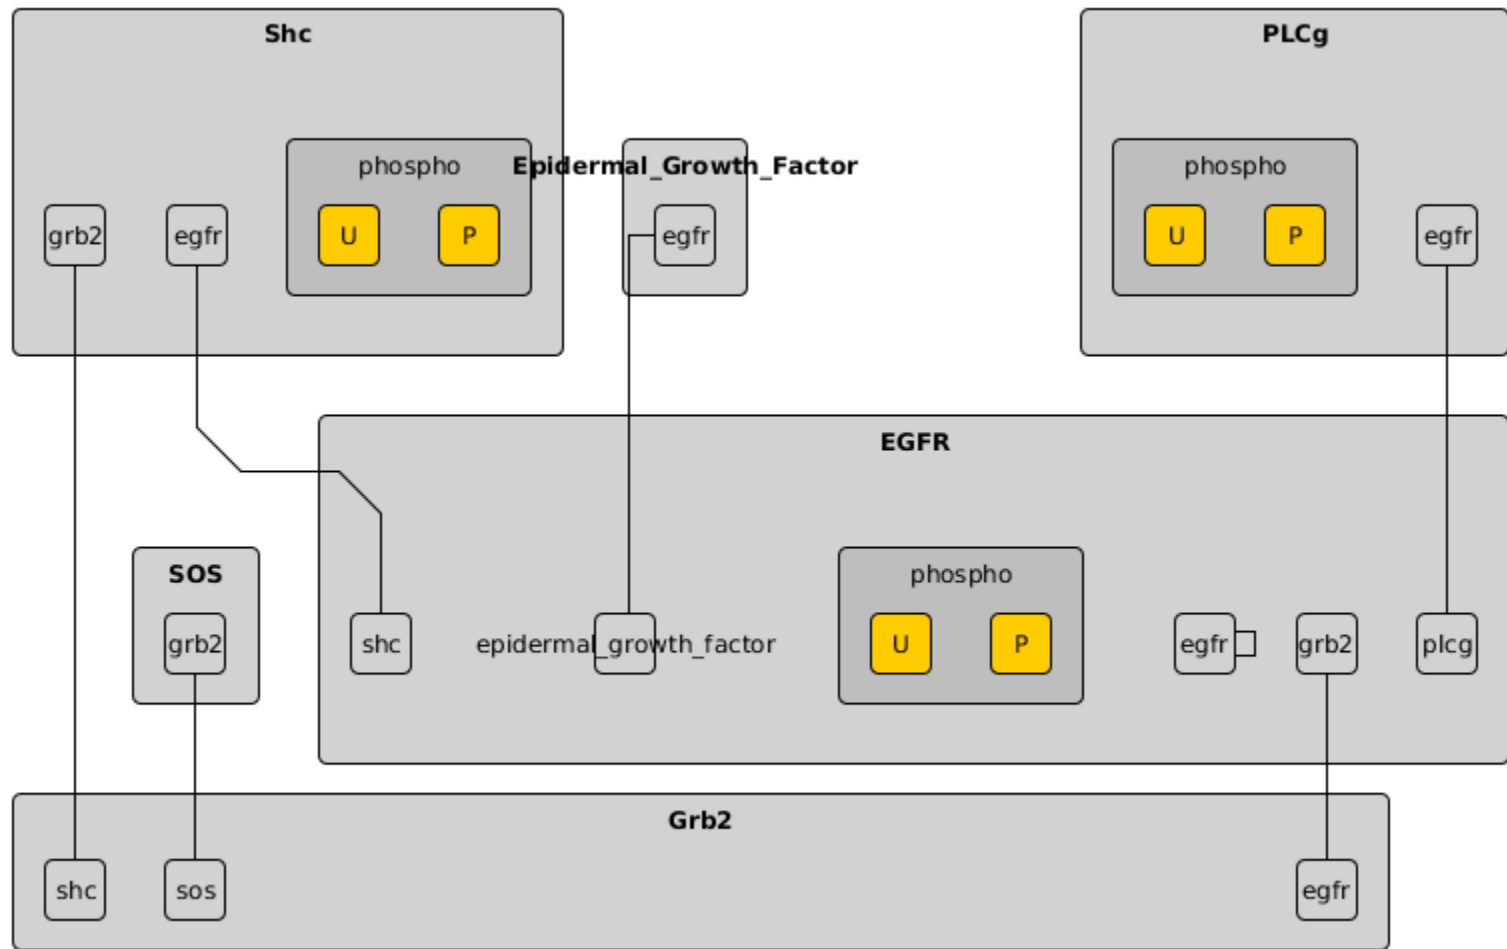 Shc
PLCg
phospho
Epidermal_Growth_Factor
phospho
grb2
egfr
U
P
egfr
U
P
egfr
EGFR
SOS
phospho
grb2
shc
epidermal_growth_factor
U
P
egfr
grb2
plcg
Grb2
shc
sos
egfr